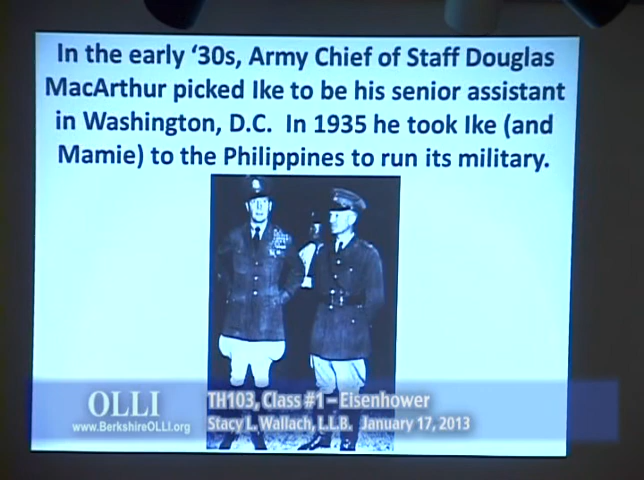 In the early ‘30s, Army Chief of Staff Douglas
MacArthur picked Ike to be his senior assistant
in Washington, D.C.  In 1935 he took Ike (and
Mamie) to the Philippines to run its military.
OLLI
www.BerkshireOLLI.org
TH103, Class #1 – Eisenhower
Stacy L. Wallach, L.L.B.  January 17, 2013